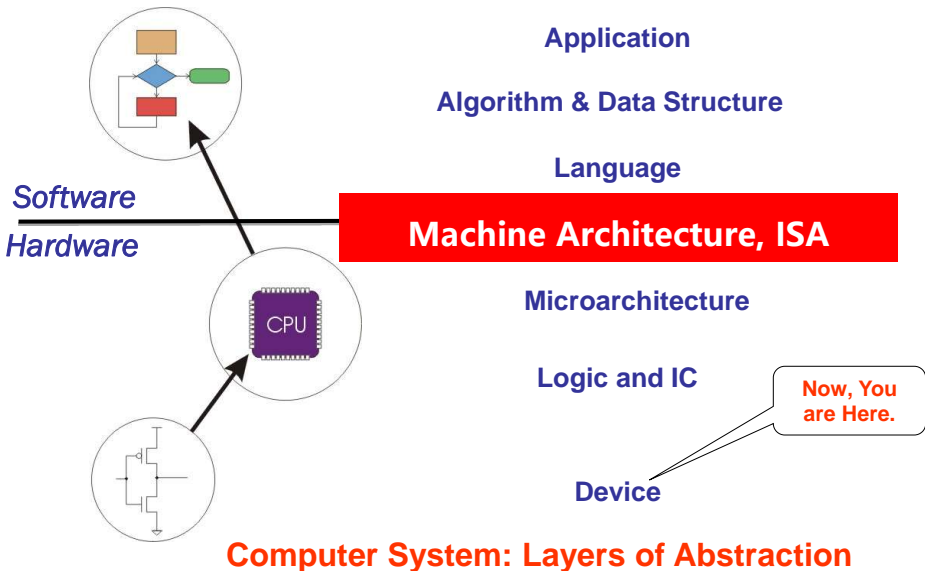 Application
Algorithm & Data Structure
Language
Software
Hardware
Machine Architecture, ISA
Microarchitecture
CPU
Logic and IC
Now, You
are Here.
Device
Computer System: Layers of Abstraction